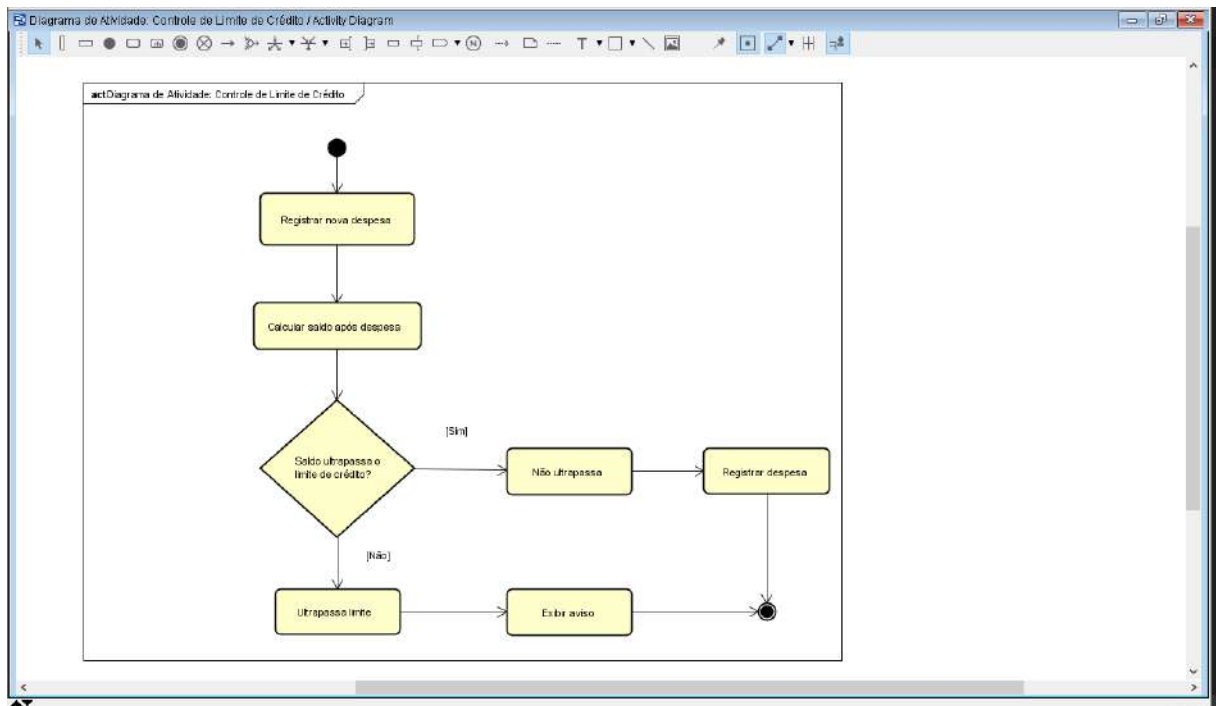 Diagrama de Atividade: Controle de Limite de Crédito / Activity Diagram
T
N
act Diagrama de Atividade: Controle de Limite de Crédito
Registrar nova despesa
Calcular saldo após despesa
[Sim]
Saldo ultrapassa o
limite de crédito?
Não ultrapassa
Registrar despesa
[Não]
Ultrapassa limite
Exibir aviso